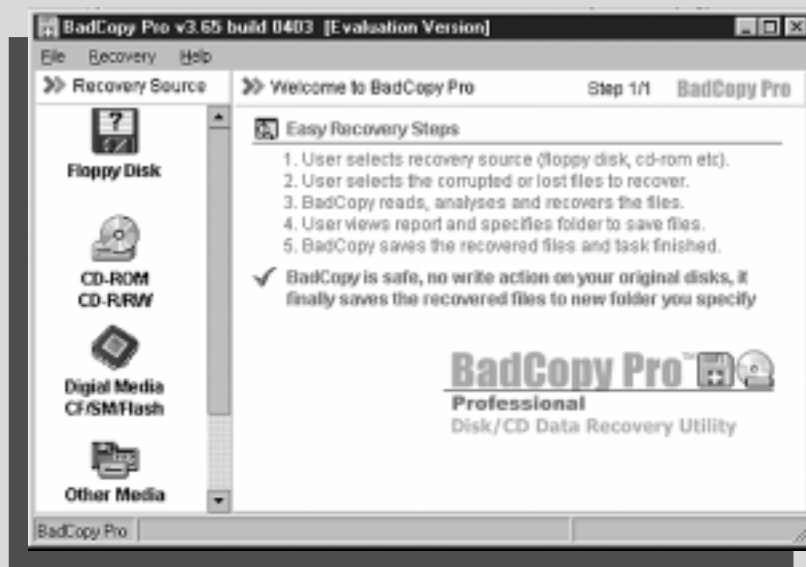 BadCopy Pro v3.65 build 0403 [Evaluation Version]
File Recovery Help
Recovery Source
Welcome to BadCopy Pro
Step 1/1
BadCopy Pro
Floppy Disk
CD-ROM
CD-R/RW
Digial Media
CF/SM/Flash
Other Media
Easy Recovery Steps
1. User selects recovery source (floppy disk, cd-rom etc).
2. User selects the corrupted or lost files to recover.
3. BadCopy reads, analyses and recovers the files.
4. User views report and specifies folder to save files.
5. BadCopy saves the recovered files and task finished.
BadCopy is safe, no write action on your original disks, it
finally saves the recovered files to new folder you specify
BadCopy Pro™
Professional
Disk/CD Data Recovery Utility
BadCopy Pro